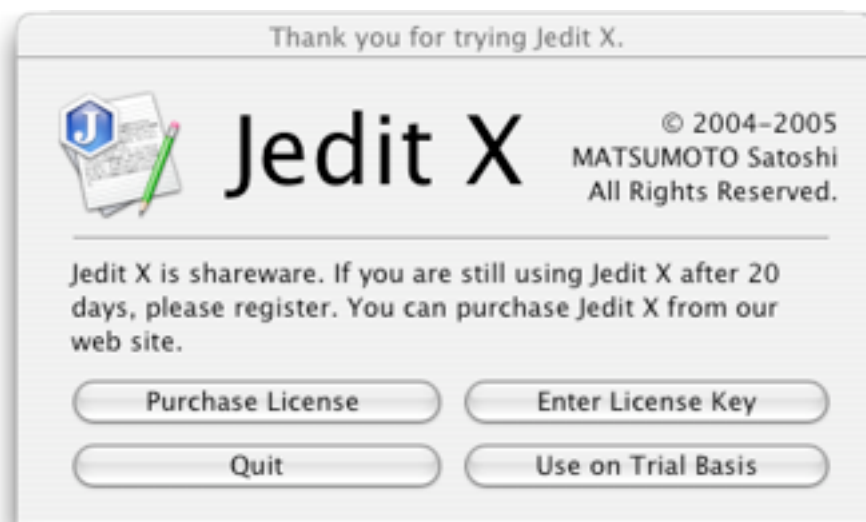 Thank you for trying Jedit X.
J
Jedit X
© 2004-2005
MATSUMOTO Satoshi
All Rights Reserved.
Jedit X is shareware. If you are still using Jedit X after 20
days, please register. You can purchase Jedit X from our
web site.
Purchase License
Enter License Key
Quit
Use on Trial Basis